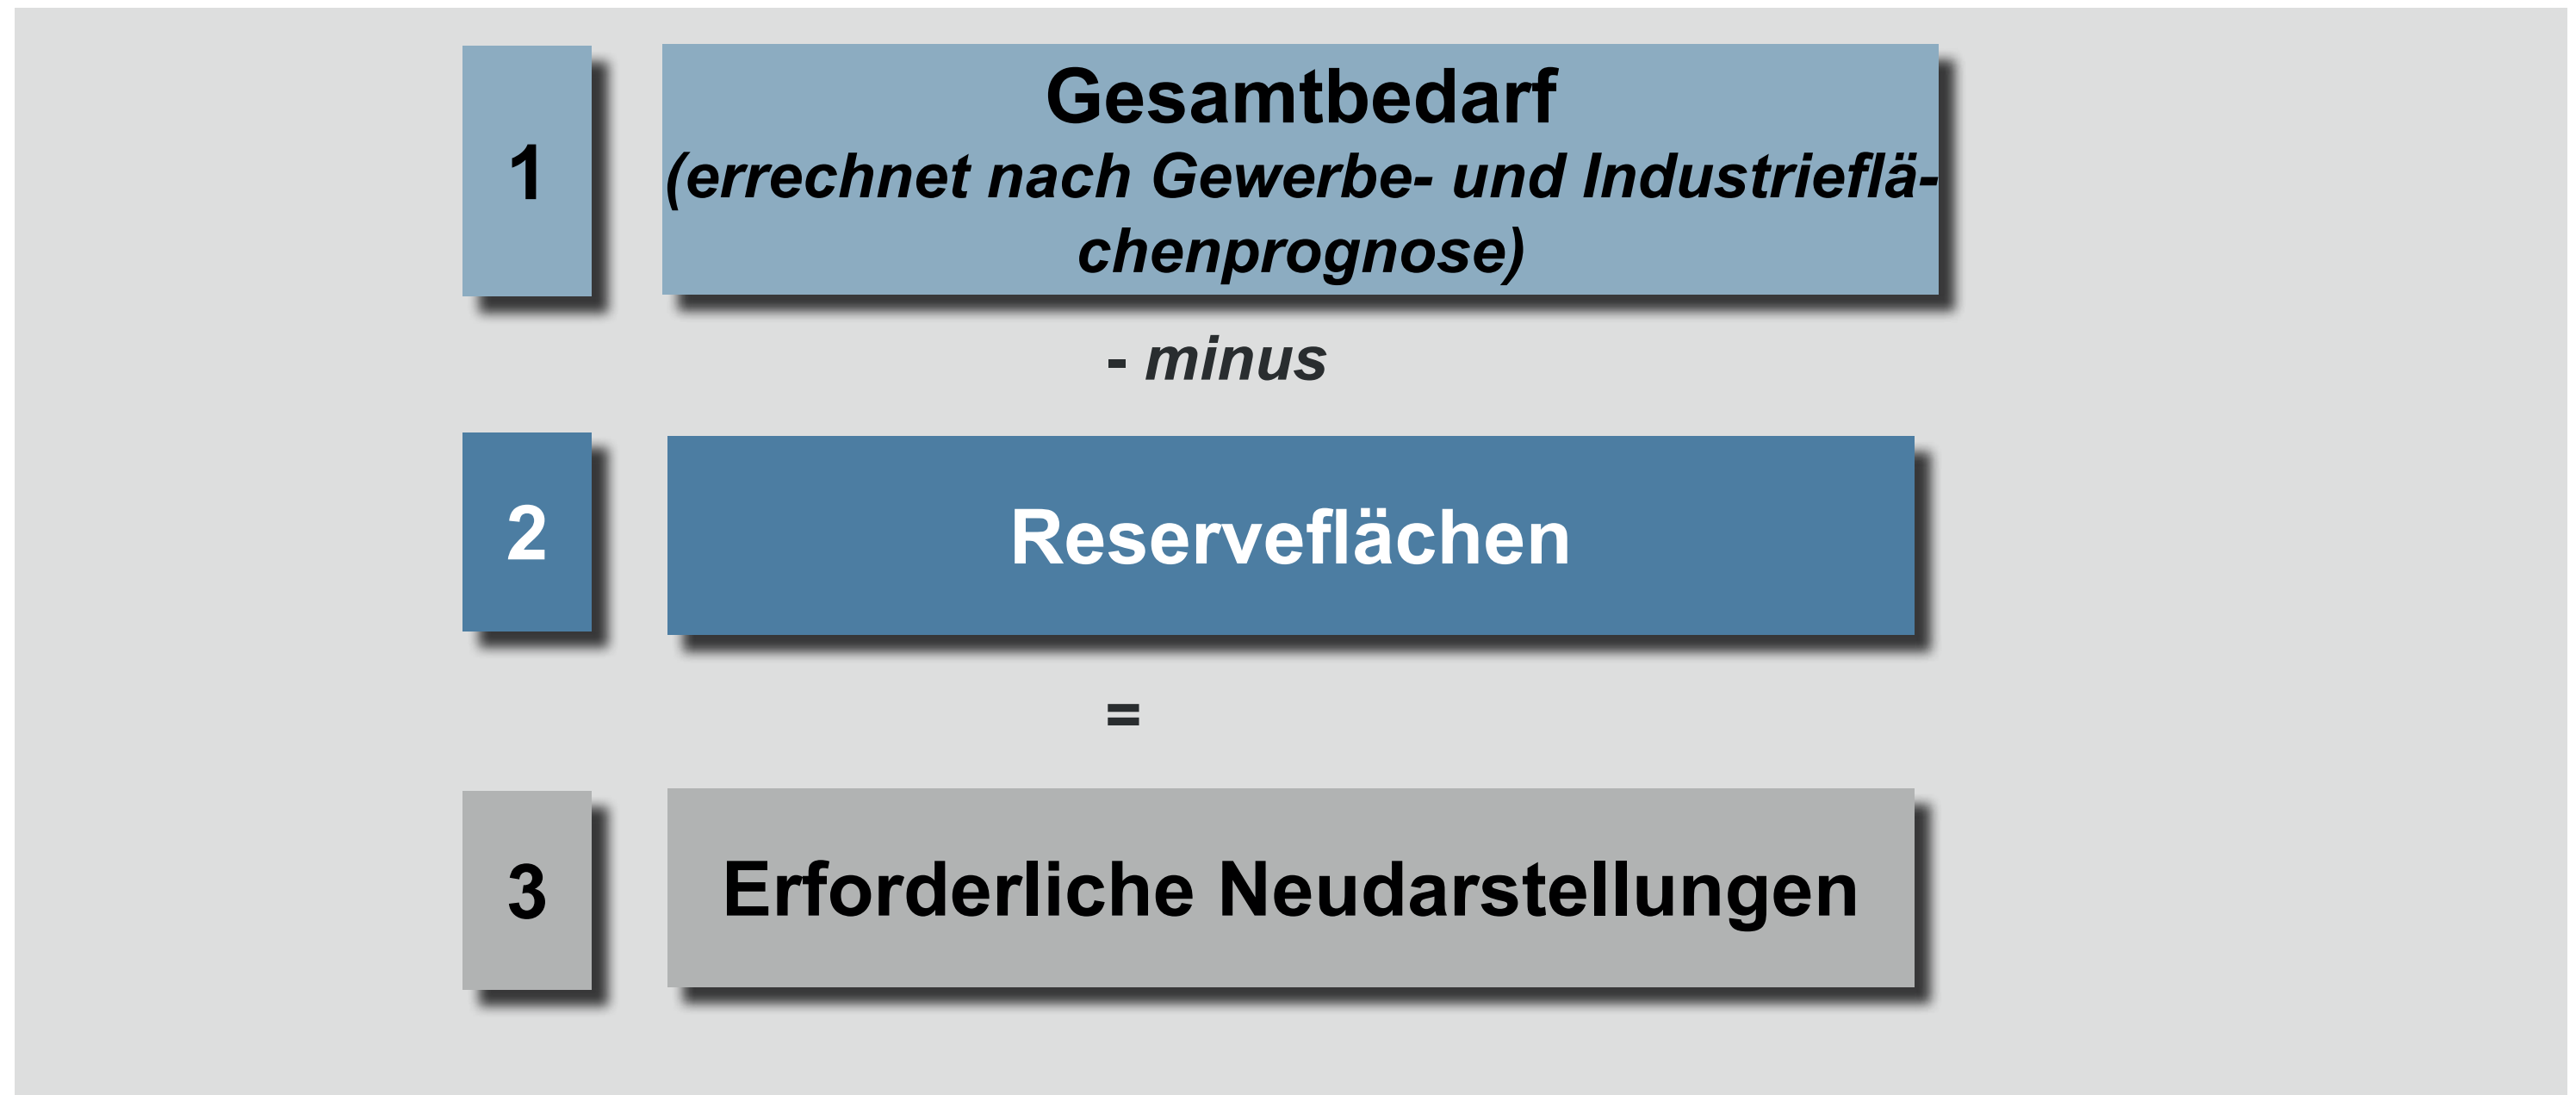 1
Gesamtbedarf
(errechnet nach Gewerbe- und Industrieflä-
chenprognose)
- minus
2
Reserveflächen
=
3
Erforderliche Neudarstellungen